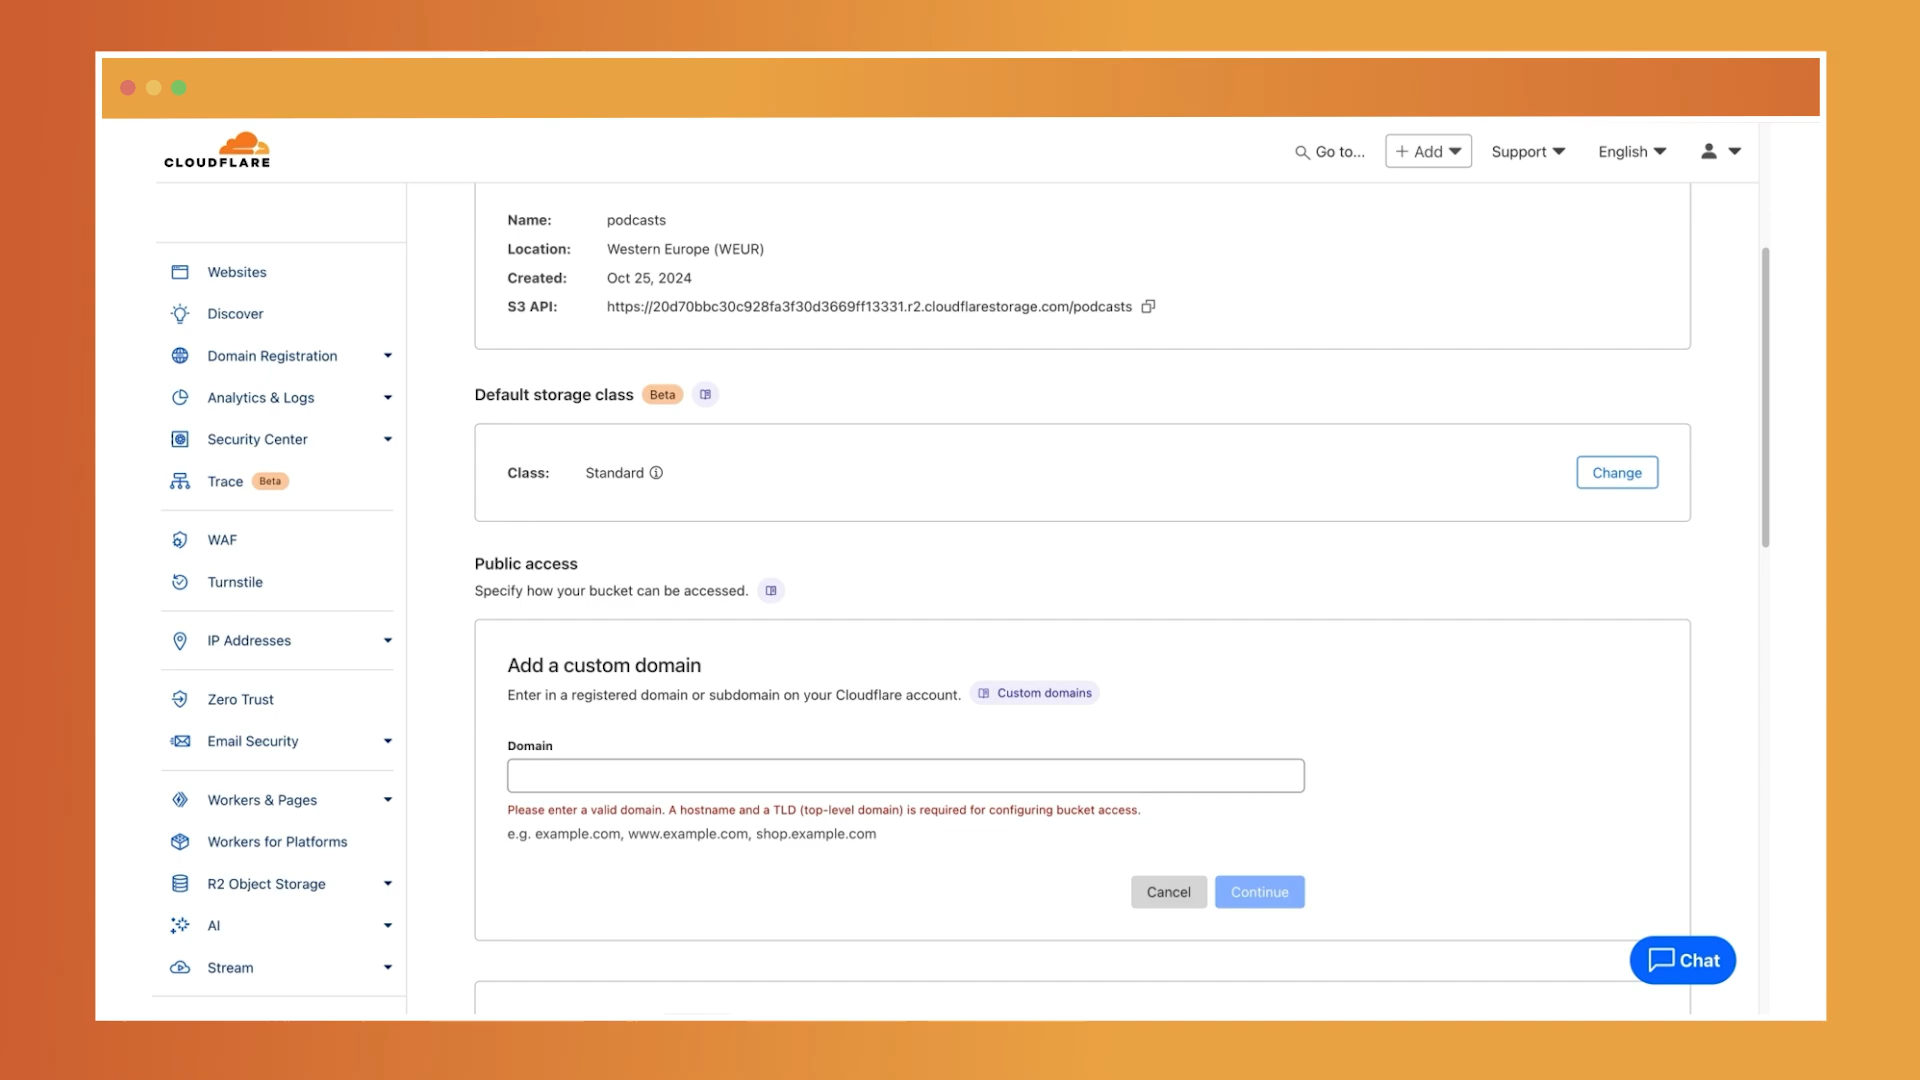 CLOUDFLARE
Go to...
+ Add
Support
English
Websites
Discover
Domain Registration
Analytics & Logs
Security Center
Trace Beta
WAF
Turnstile
IP Addresses
Zero Trust
Email Security
Workers & Pages
Workers for Platforms
R2 Object Storage
AI
Stream
Name: podcasts
Location: Western Europe (WEUR)
Created: Oct 25, 2024
S3 API: https://20d70bbc30c928fa3f30d3669ff13331.r2.cloudflarestorage.com/podcasts
Default storage class Beta
Class: Standard
Change
Public access
Specify how your bucket can be accessed.
Add a custom domain
Enter in a registered domain or subdomain on your Cloudflare account. Custom domains
Domain
Please enter a valid domain. A hostname and a TLD (top-level domain) is required for configuring bucket access.
e.g. example.com, www.example.com, shop.example.com
Cancel Continue
Chat